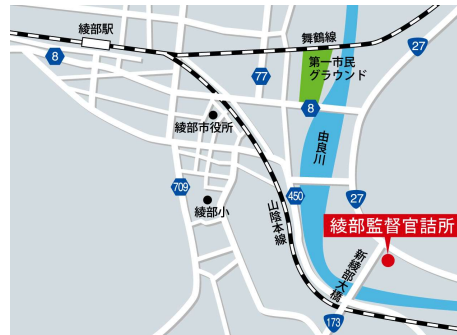 綾部駅
舞鶴線
27
8
第一市民
グラウンド
77
8
綾部市役所
由良川
709
450
27
綾部小
山陰本線
綾部監督官詰所
新綾部大橋
173